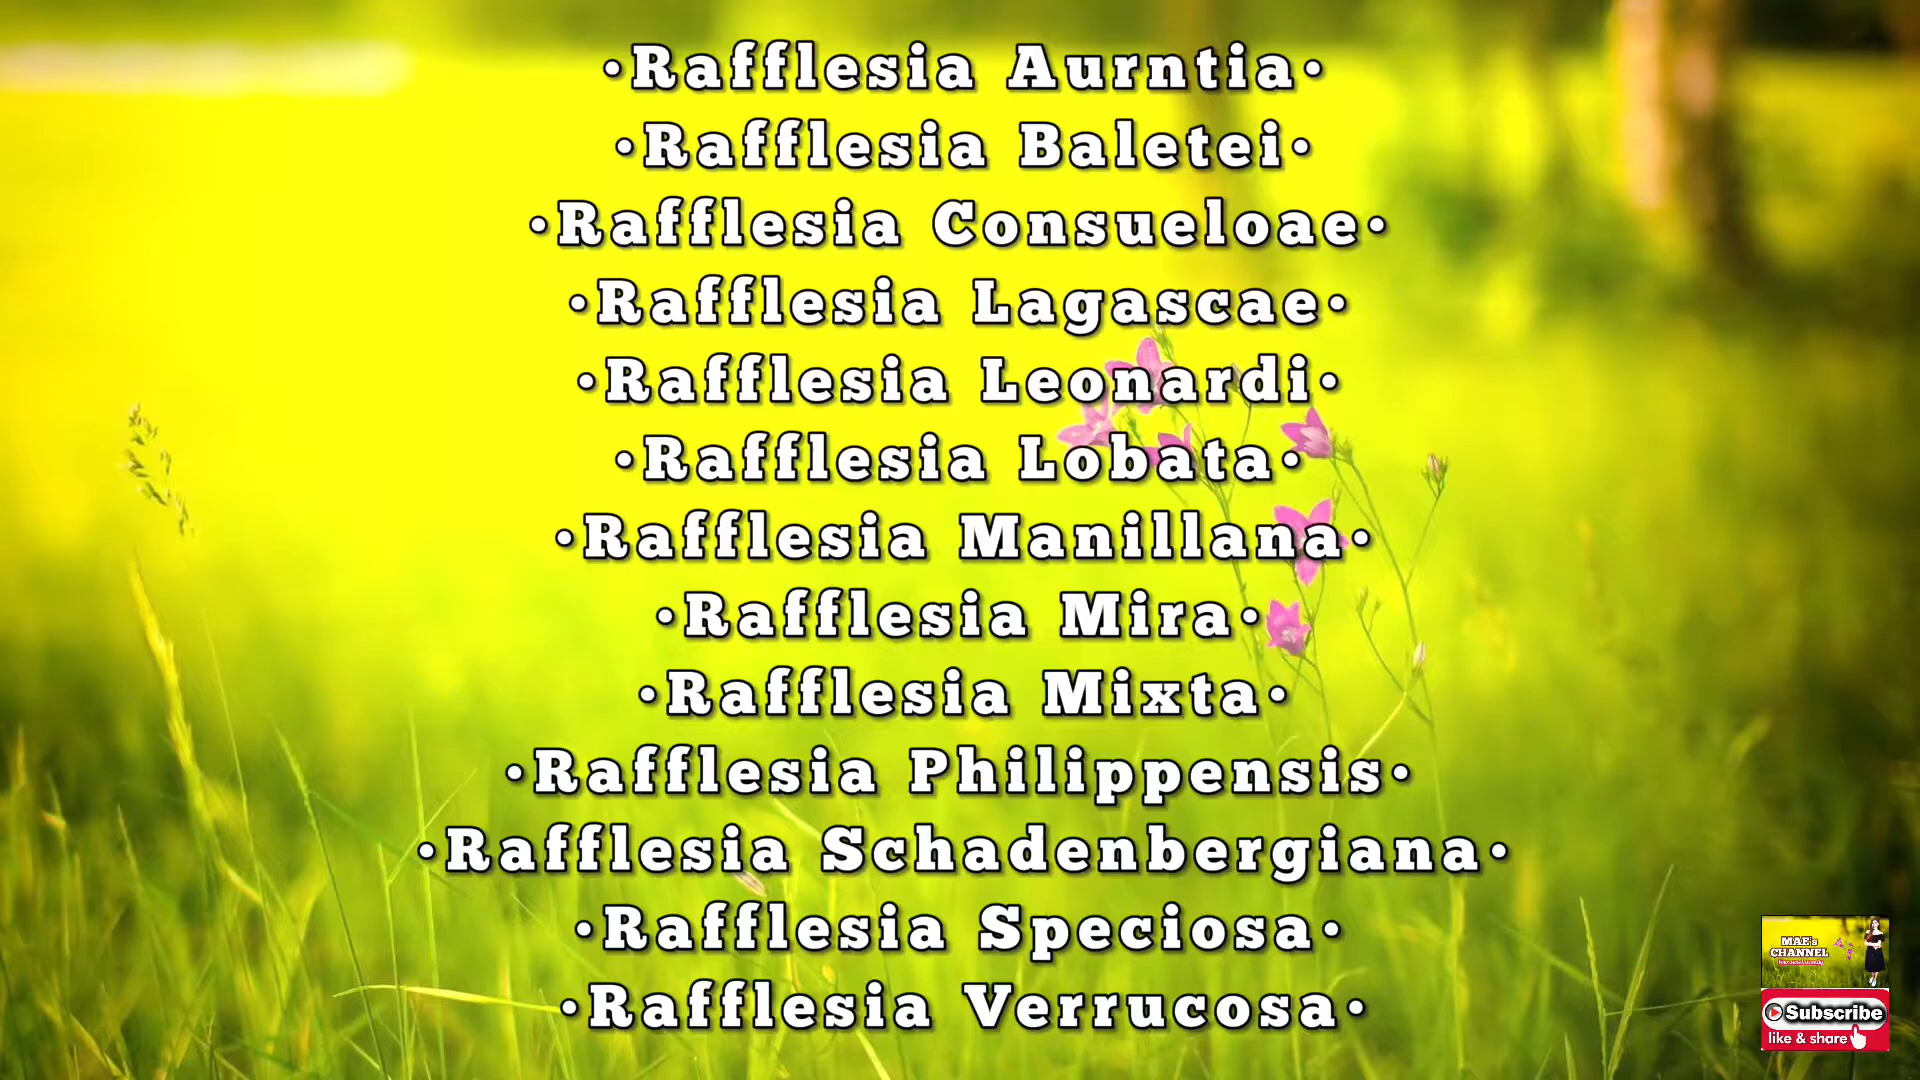 •Rafflesia Aurntia•
•Rafflesia Baletei•
•Rafflesia Consueloae•
•Rafflesia Lagascae•
•Rafflesia Leonardi•
•Rafflesia Lobata•
•Rafflesia Manillana•
•Rafflesia Mira•
•Rafflesia Mixta•
•Rafflesia Philippensis•
•Rafflesia Schadenbergiana•
•Rafflesia Speciosa•
•Rafflesia Verrucosa•
MAE's
CHANNEL
Subscribe
like & share